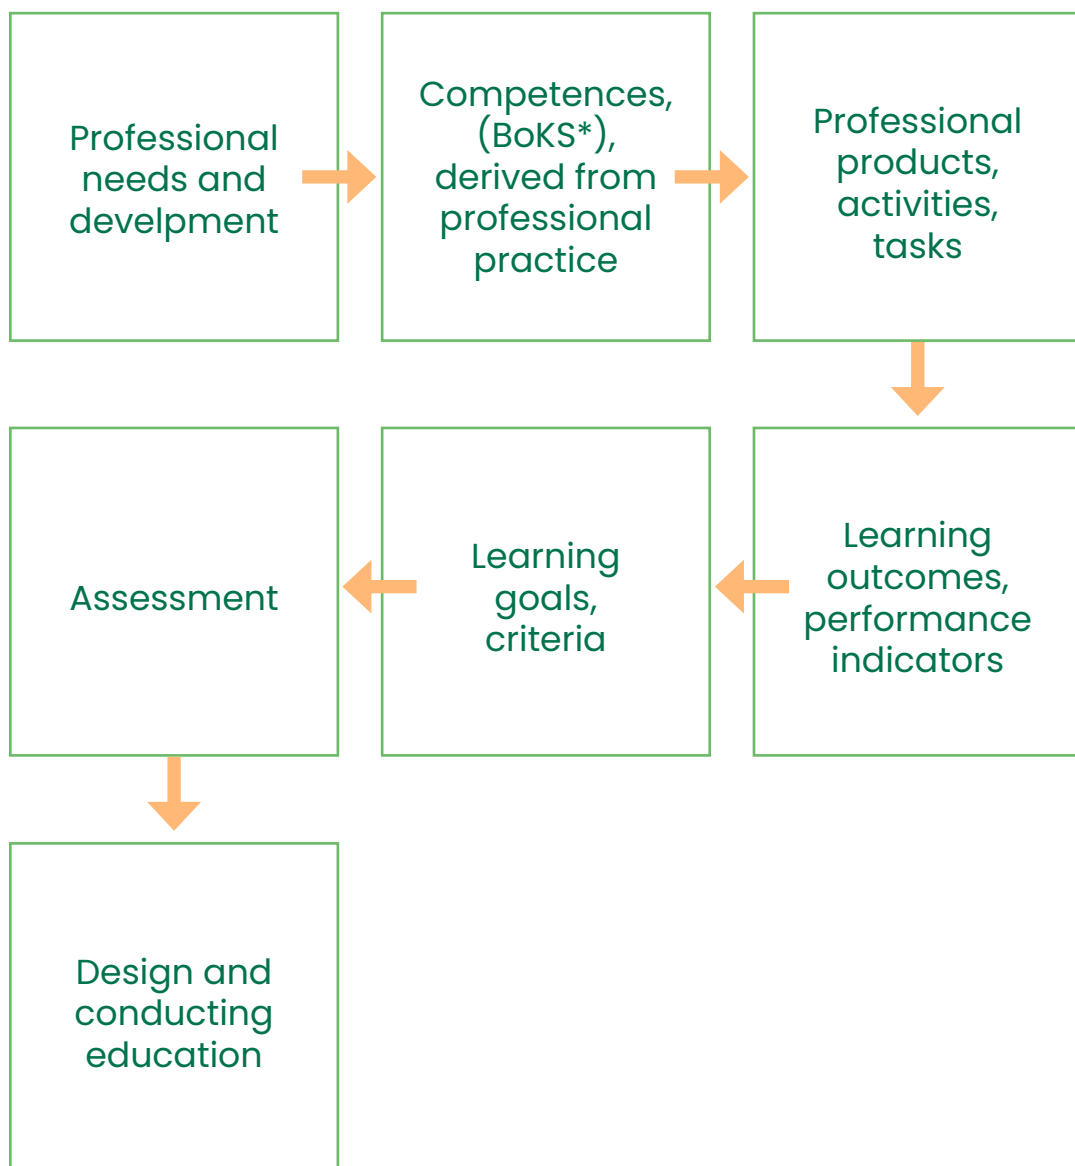 Professional
needs and
develpment
Competences,
(BoKS*),
derived from
professional
practice
Professional
products,
activities,
tasks
Learning
outcomes,
performance
indicators
Learning
goals,
criteria
Assessment
Design and
conducting
education